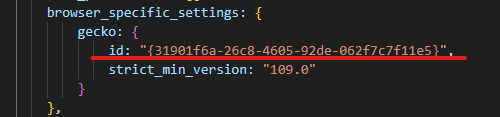 browser_specific_settings: {
gecko: {
id: "{31901f6a-26c8-4605-92de-062f7c7f11e5}",
strict_min_version: "109.0"
}
},